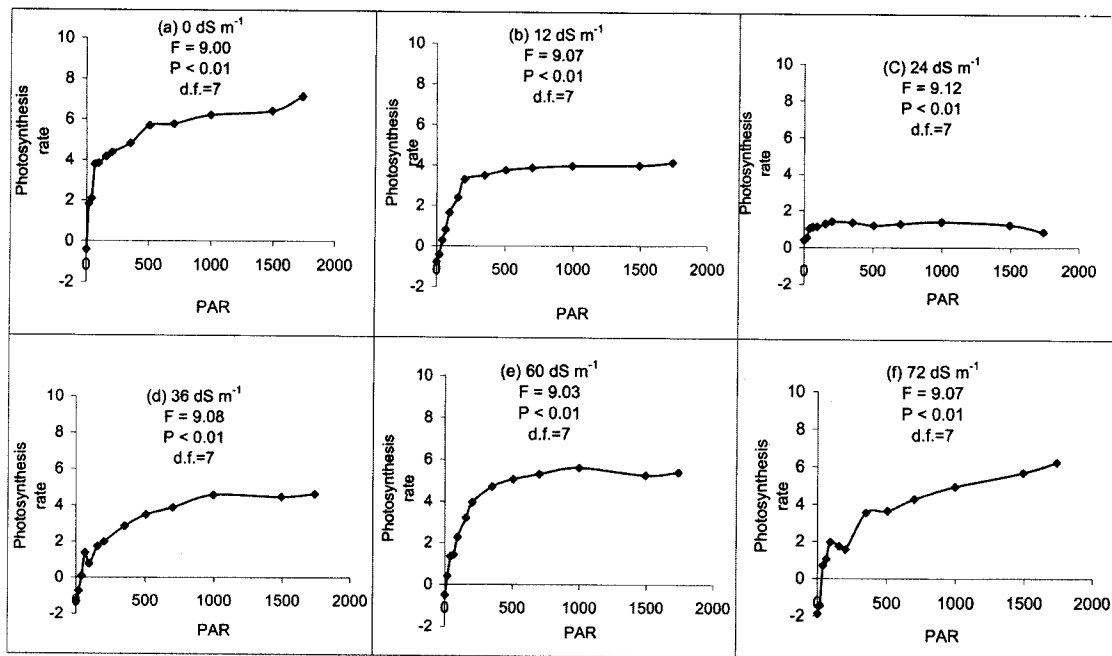 (a) 0 dS m⁻¹
F = 9.00
P < 0.01
d.f.=7
Photosynthesis
rate
10
8
6
4
2
0
-2
0
500
1000
1500
2000
PAR
(b) 12 dS m⁻¹
F = 9.07
P < 0.01
d.f.=7
Photosynthesis
rate
10
8
6
4
2
0
-2
0
500
1000
1500
2000
PAR
(C) 24 dS m⁻¹
F = 9.12
P < 0.01
d.f.=7
Photosynthesis
rate
10
8
6
4
2
0
-2
0
500
1000
1500
2000
PAR
(d) 36 dS m⁻¹
F = 9.08
P < 0.01
d.f.=7
Photosynthesis
rate
10
8
6
4
2
0
-2
0
500
1000
1500
2000
PAR
(e) 60 dS m⁻¹
F = 9.03
P < 0.01
d.f.=7
Photosynthesis
rate
10
8
6
4
2
0
-2
0
500
1000
1500
2000
PAR
(f) 72 dS m⁻¹
F = 9.07
P < 0.01
d.f.=7
Photosynthesis
rate
10
8
6
4
2
0
-2
0
500
1000
1500
2000
PAR